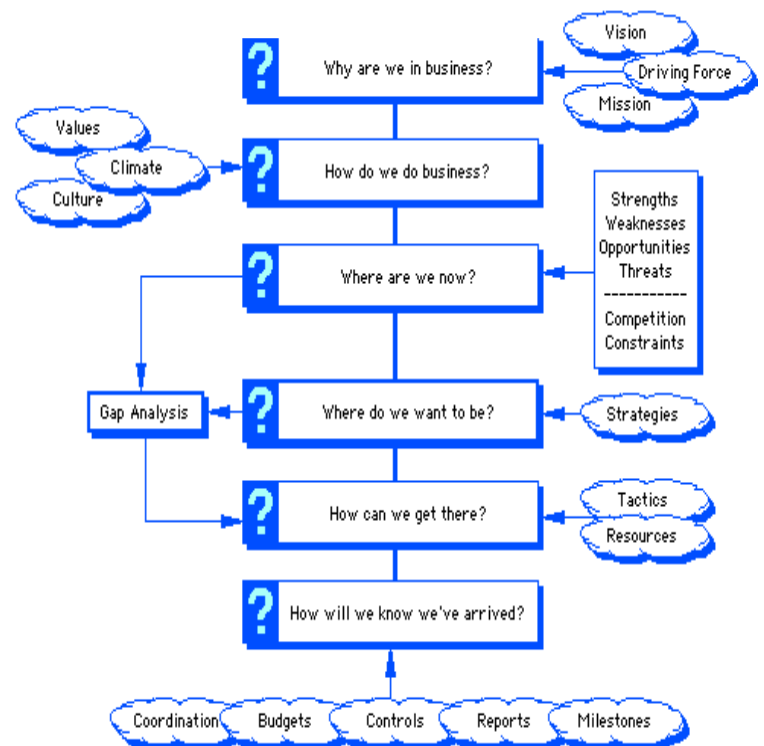 ?
Why are we in business?
Vision
Driving Force
Mission
Values
Climate
Culture
?
How do we do business?
?
Where are we now?
Strengths
Weaknesses
Opportunities
Threats
-----------
Competition
Constraints
Gap Analysis
?
Where do we want to be?
Strategies
?
How can we get there?
Tactics
Resources
?
How will we know we've arrived?
Coordination
Budgets
Controls
Reports
Milestones